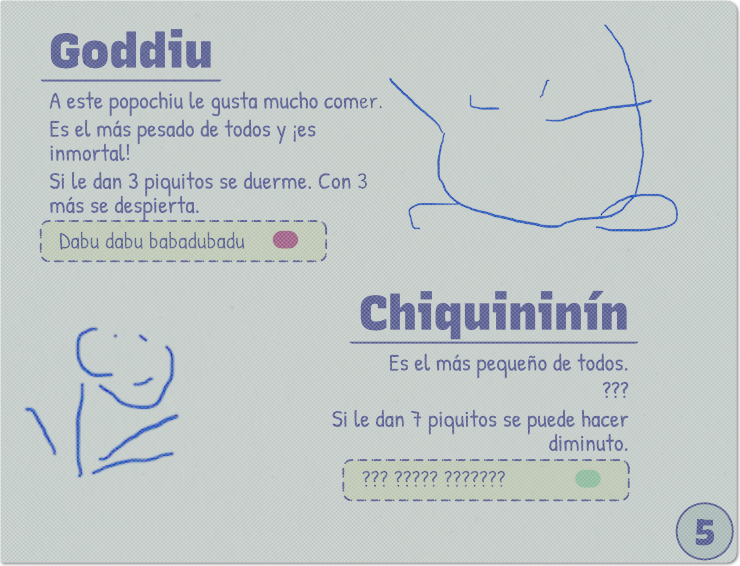 Goddiu
A este popochiu le gusta mucho comer.
Es el más pesado de todos y ¡es
inmortal!
Si le dan 3 piquitos se duerme. Con 3
más se despierta.
Dabu dabu babadubadu
Chiquininín
Es el más pequeño de todos.
???
Si le dan 7 piquitos se puede hacer
diminuto.
??? ????? ???????
5